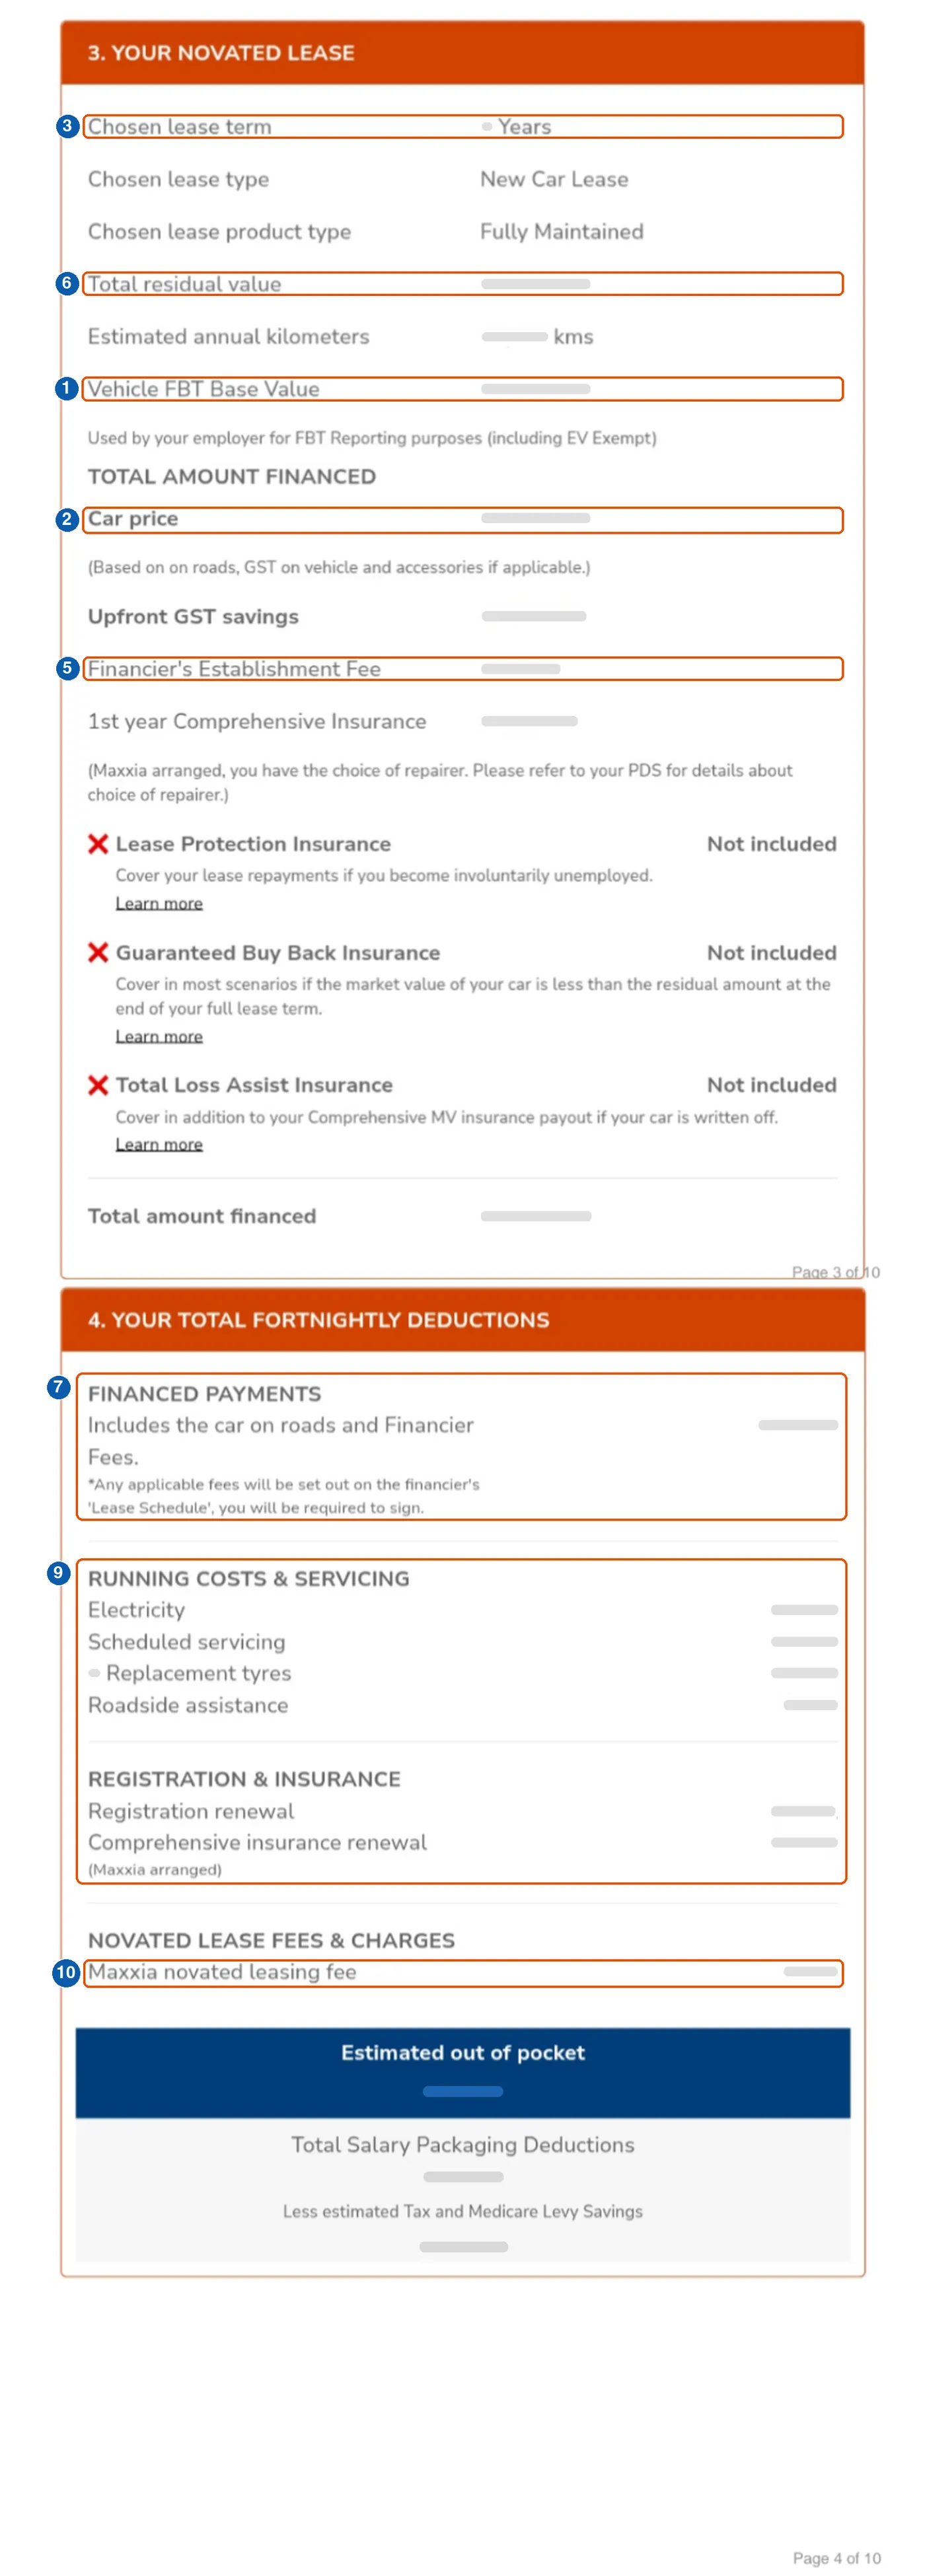 3. YOUR NOVATED LEASE
3 Chosen lease term Years
Chosen lease type New Car Lease
Chosen lease product type Fully Maintained
6 Total residual value
Estimated annual kilometers kms
1 Vehicle FBT Base Value
Used by your employer for FBT Reporting purposes (including EV Exempt)
TOTAL AMOUNT FINANCED
2 Car price
(Based on on roads, GST on vehicle and accessories if applicable.)
Upfront GST savings
5 Financier's Establishment Fee
1st year Comprehensive Insurance
(Maxxia arranged, you have the choice of repairer. Please refer to your PDS for details about
choice of repairer.)
Lease Protection Insurance Not included
Cover your lease repayments if you become involuntarily unemployed.
Learn more
Guaranteed Buy Back Insurance Not included
Cover in most scenarios if the market value of your car is less than the residual amount at the
end of your full lease term.
Learn more
Total Loss Assist Insurance Not included
Cover in addition to your Comprehensive MV insurance payout if your car is written off.
Learn more
Total amount financed
Page 3 of 10
4. YOUR TOTAL FORTNIGHTLY DEDUCTIONS
7 FINANCED PAYMENTS
Includes the car on roads and Financier
Fees.
*Any applicable fees will be set out on the financier's
'Lease Schedule', you will be required to sign.
9 RUNNING COSTS & SERVICING
Electricity
Scheduled servicing
Replacement tyres
Roadside assistance
REGISTRATION & INSURANCE
Registration renewal
Comprehensive insurance renewal
(Maxxia arranged)
NOVATED LEASE FEES & CHARGES
10 Maxxia novated leasing fee
Estimated out of pocket
Total Salary Packaging Deductions
Less estimated Tax and Medicare Levy Savings
Page 4 of 10